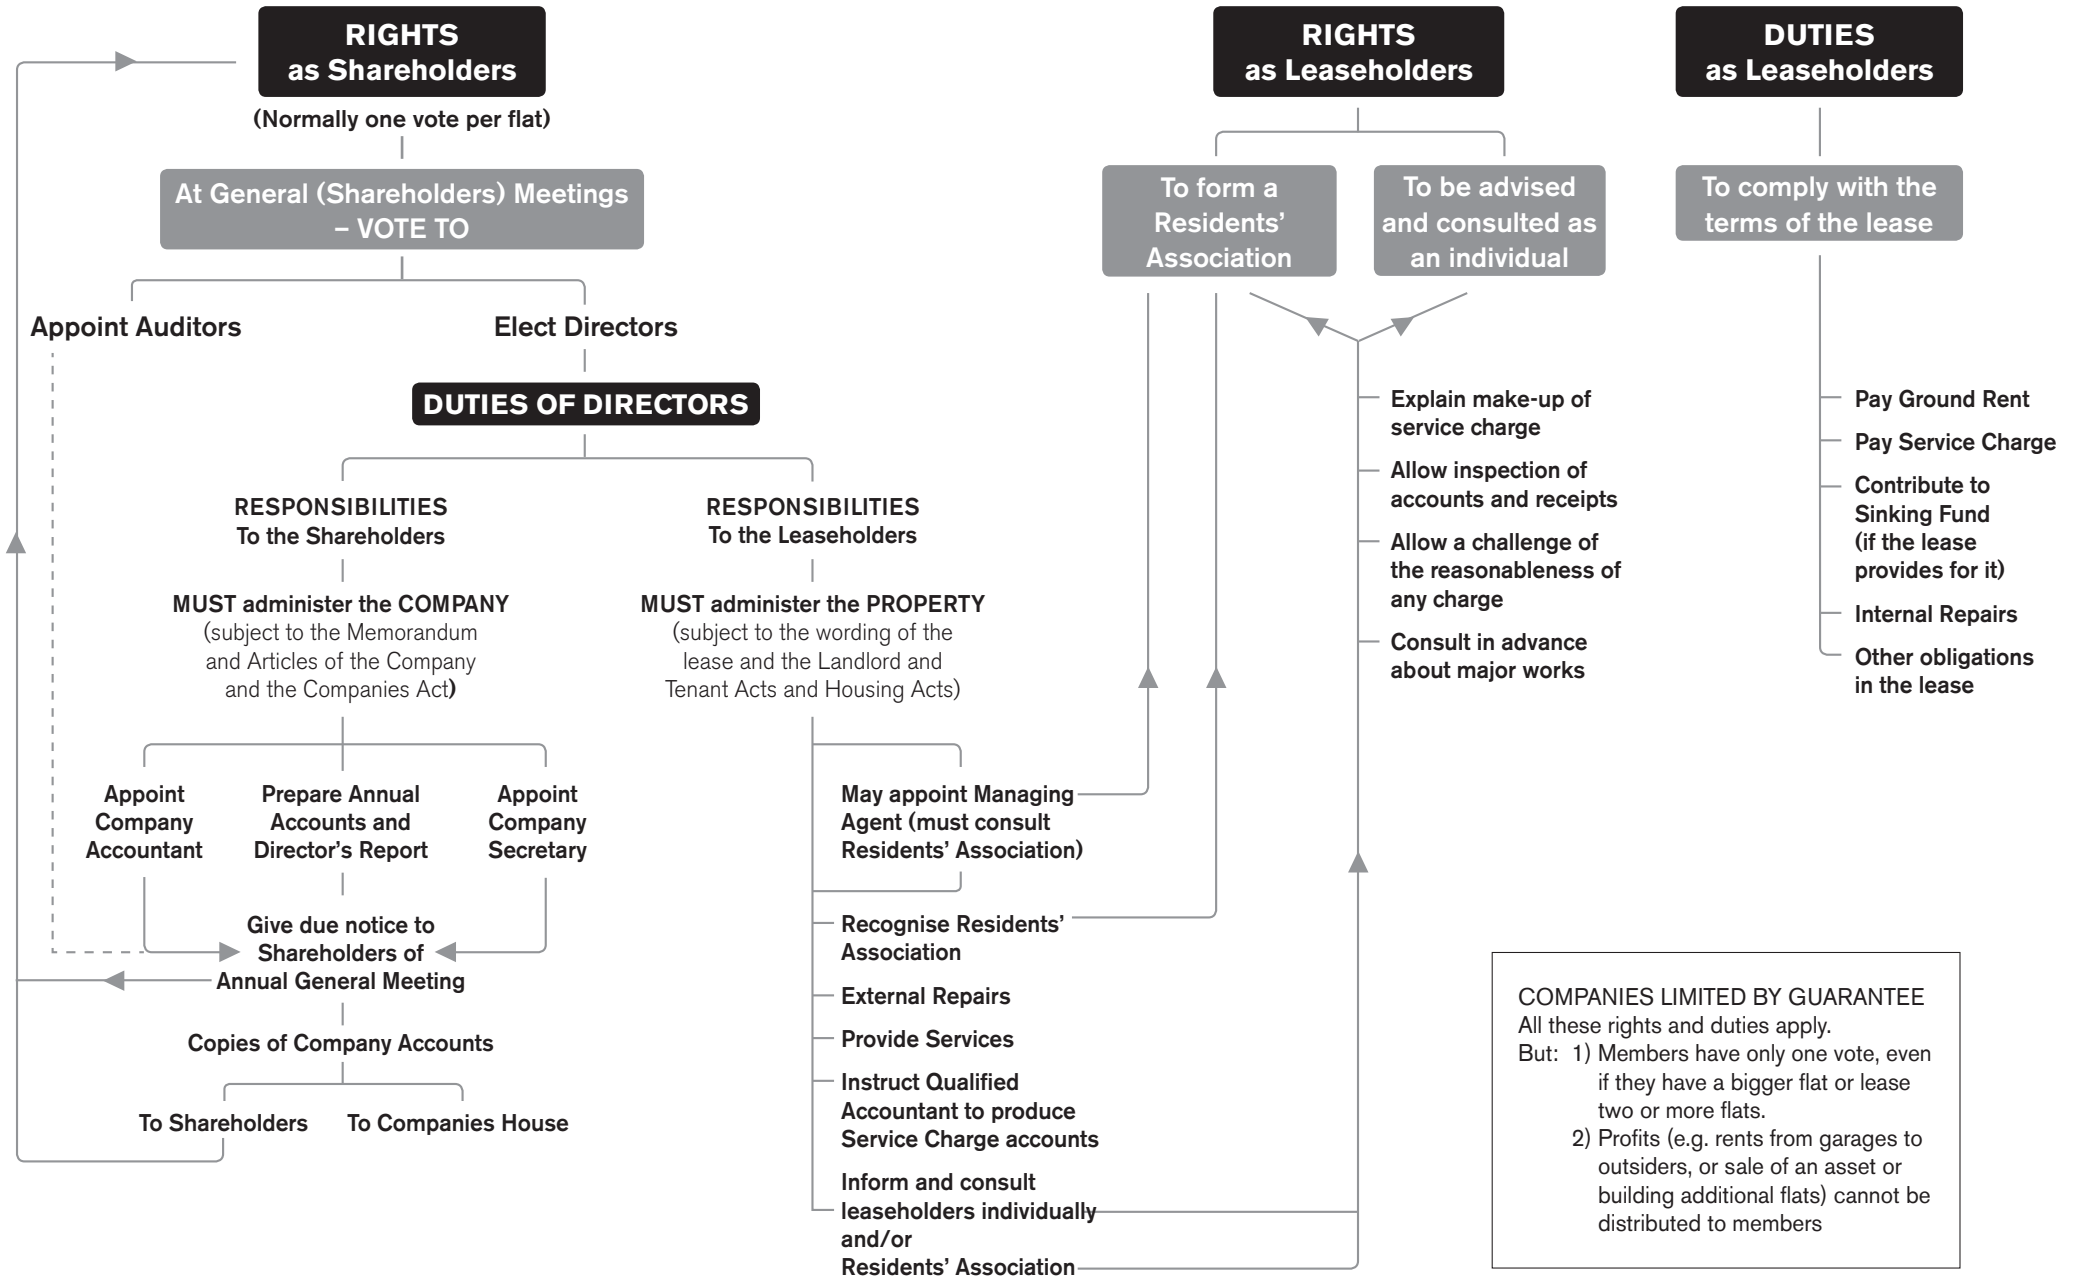 RIGHTS
as Shareholders
(Normally one vote per flat)
At General (Shareholders) Meetings
– VOTE TO
Appoint Auditors
Elect Directors
DUTIES OF DIRECTORS
RESPONSIBILITIES
To the Shareholders
MUST administer the COMPANY
(subject to the Memorandum
and Articles of the Company
and the Companies Act)
Appoint
Company
Accountant
Prepare Annual
Accounts and
Director’s Report
Appoint
Company
Secretary
Give due notice to
Shareholders of
Annual General Meeting
Copies of Company Accounts
To Shareholders
To Companies House
RESPONSIBILITIES
To the Leaseholders
MUST administer the PROPERTY
(subject to the wording of the
lease and the Landlord and
Tenant Acts and Housing Acts)
May appoint Managing
Agent (must consult
Residents’ Association)
Recognise Residents’
Association
External Repairs
Provide Services
Instruct Qualified
Accountant to produce
Service Charge accounts
Inform and consult
leaseholders individually
and/or
Residents’ Association
RIGHTS
as Leaseholders
To form a
Residents’
Association
To be advised
and consulted as
an individual
Explain make-up of
service charge
Allow inspection of
accounts and receipts
Allow a challenge of
the reasonableness of
any charge
Consult in advance
about major works
DUTIES
as Leaseholders
To comply with the
terms of the lease
Pay Ground Rent
Pay Service Charge
Contribute to
Sinking Fund
(if the lease
provides for it)
Internal Repairs
Other obligations
in the lease
COMPANIES LIMITED BY GUARANTEE
All these rights and duties apply.
But: 1) Members have only one vote, even
if they have a bigger flat or lease
two or more flats.
2) Profits (e.g. rents from garages to
outsiders, or sale of an asset or
building additional flats) cannot be
distributed to members